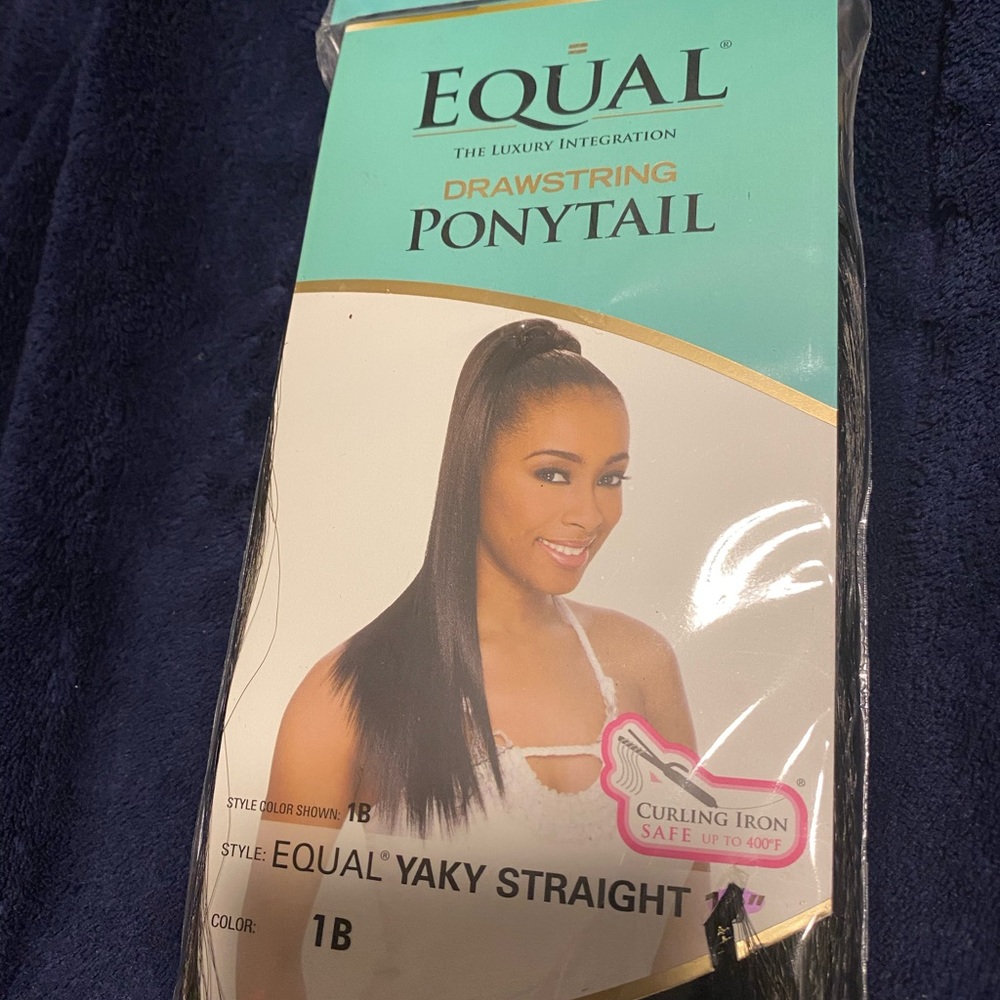 EQUAL®
THE LUXURY INTEGRATION
DRAWSTRING
PONYTAIL
STYLE COLOR SHOWN: 1B
CURLING IRON ®
SAFE UP TO 400°F
STYLE: EQUAL® YAKY STRAIGHT
COLOR: 1B